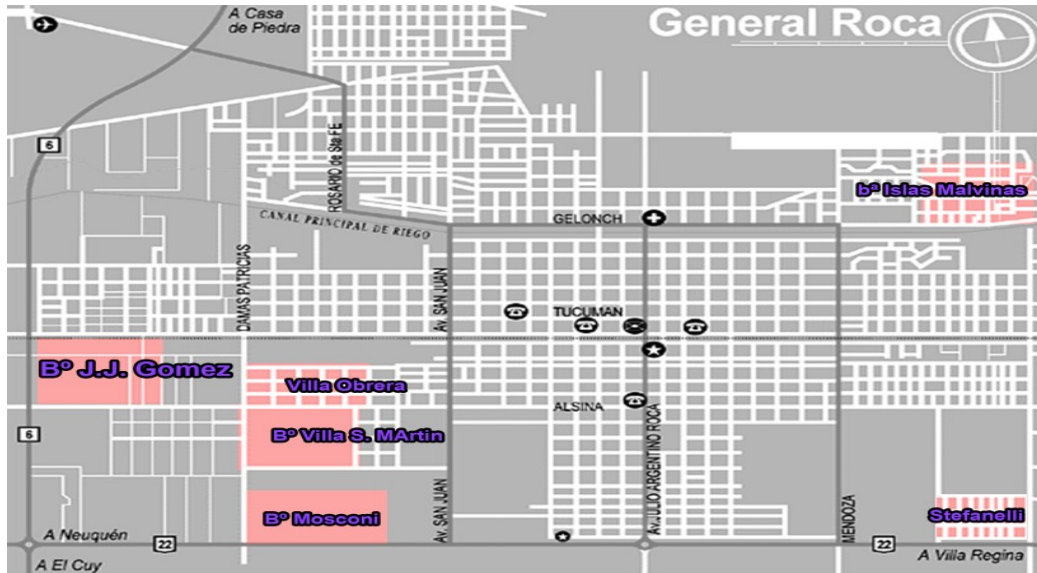 A Casa
de Piedra
General Roca
6
ROSARIO de Sta FE
bª Islas Malvinas
GELONCH
CANAL PRINCIPAL DE RIEGO
DAMAS PATRICIAS
Av. SAN JUAN
TUCUMAN
Bº J.J. Gomez
Villa Obrera
ALSINA
6
Bº Villa S. MArtin
Av.JULIO ARGENTINO ROCA
Av. SAN JUAN
MENDOZA
Bº Mosconi
Stefanelli
A Neuquén
22
22
A Villa Regina
A El Cuy